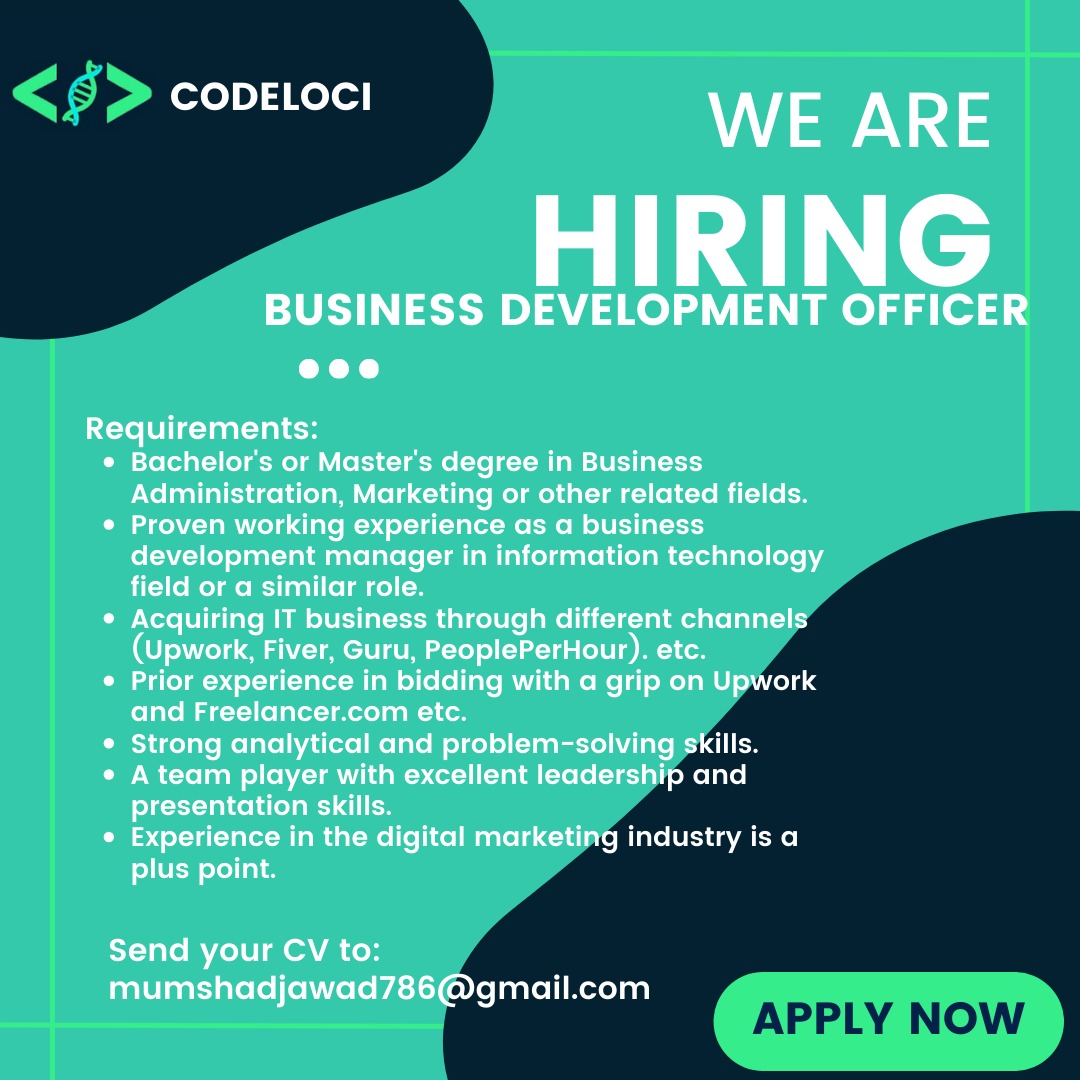 CODELOCI
WE ARE
HIRING
BUSINESS DEVELOPMENT OFFICER
Requirements:
• Bachelor's or Master's degree in Business
Administration, Marketing or other related fields.
• Proven working experience as a business
development manager in information technology
field or a similar role.
• Acquiring IT business through different channels
(Upwork, Fiver, Guru, PeoplePerHour). etc.
• Prior experience in bidding with a grip on Upwork
and Freelancer.com etc.
• Strong analytical and problem-solving skills.
• A team player with excellent leadership and
presentation skills.
• Experience in the digital marketing industry is a
plus point.
Send your CV to:
mumshadjawad786@gmail.com
APPLY NOW